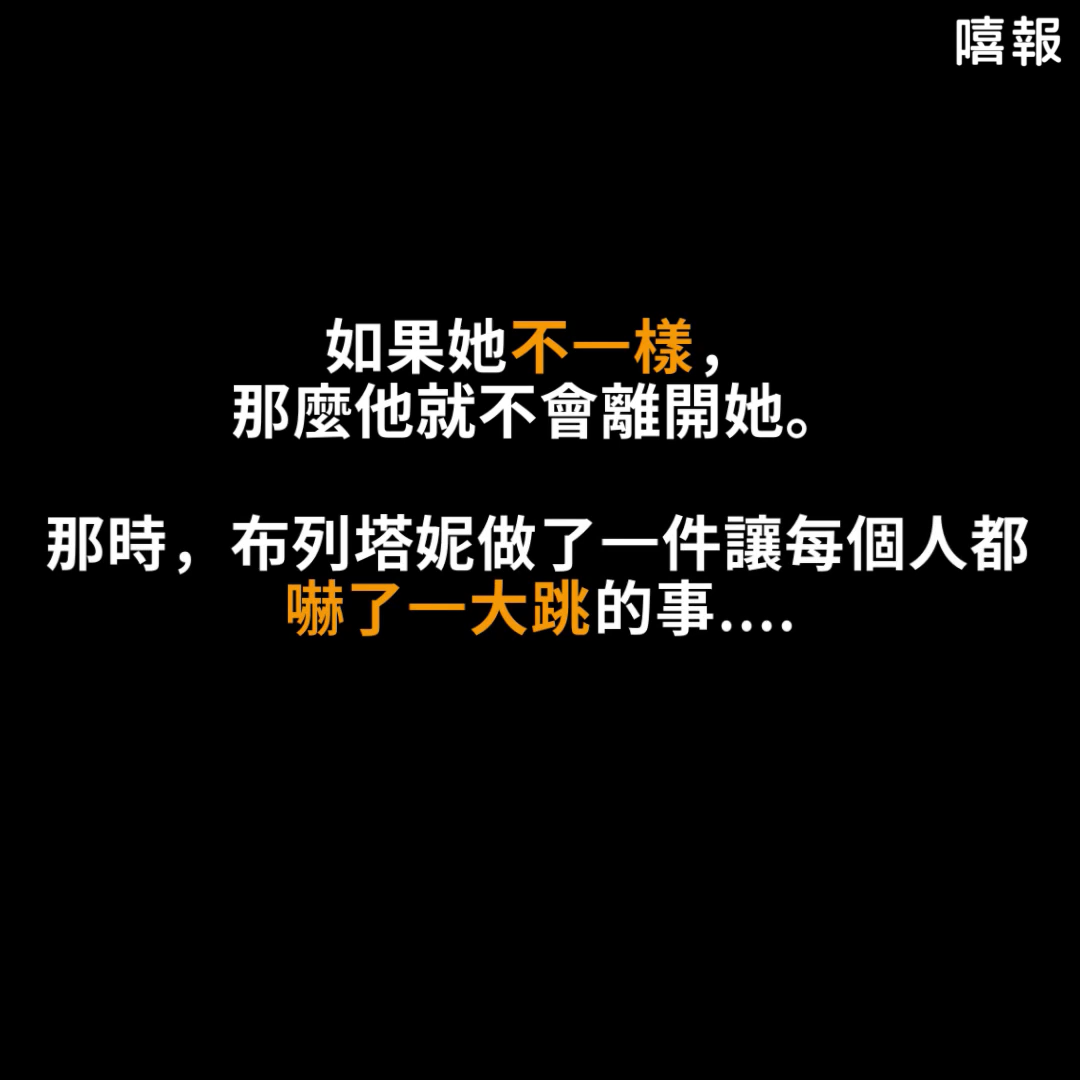 嘻報
如果她不一樣，
那麼他就不會離開她。
那時，布列塔妮做了一件讓每個人都
嚇了一大跳的事....